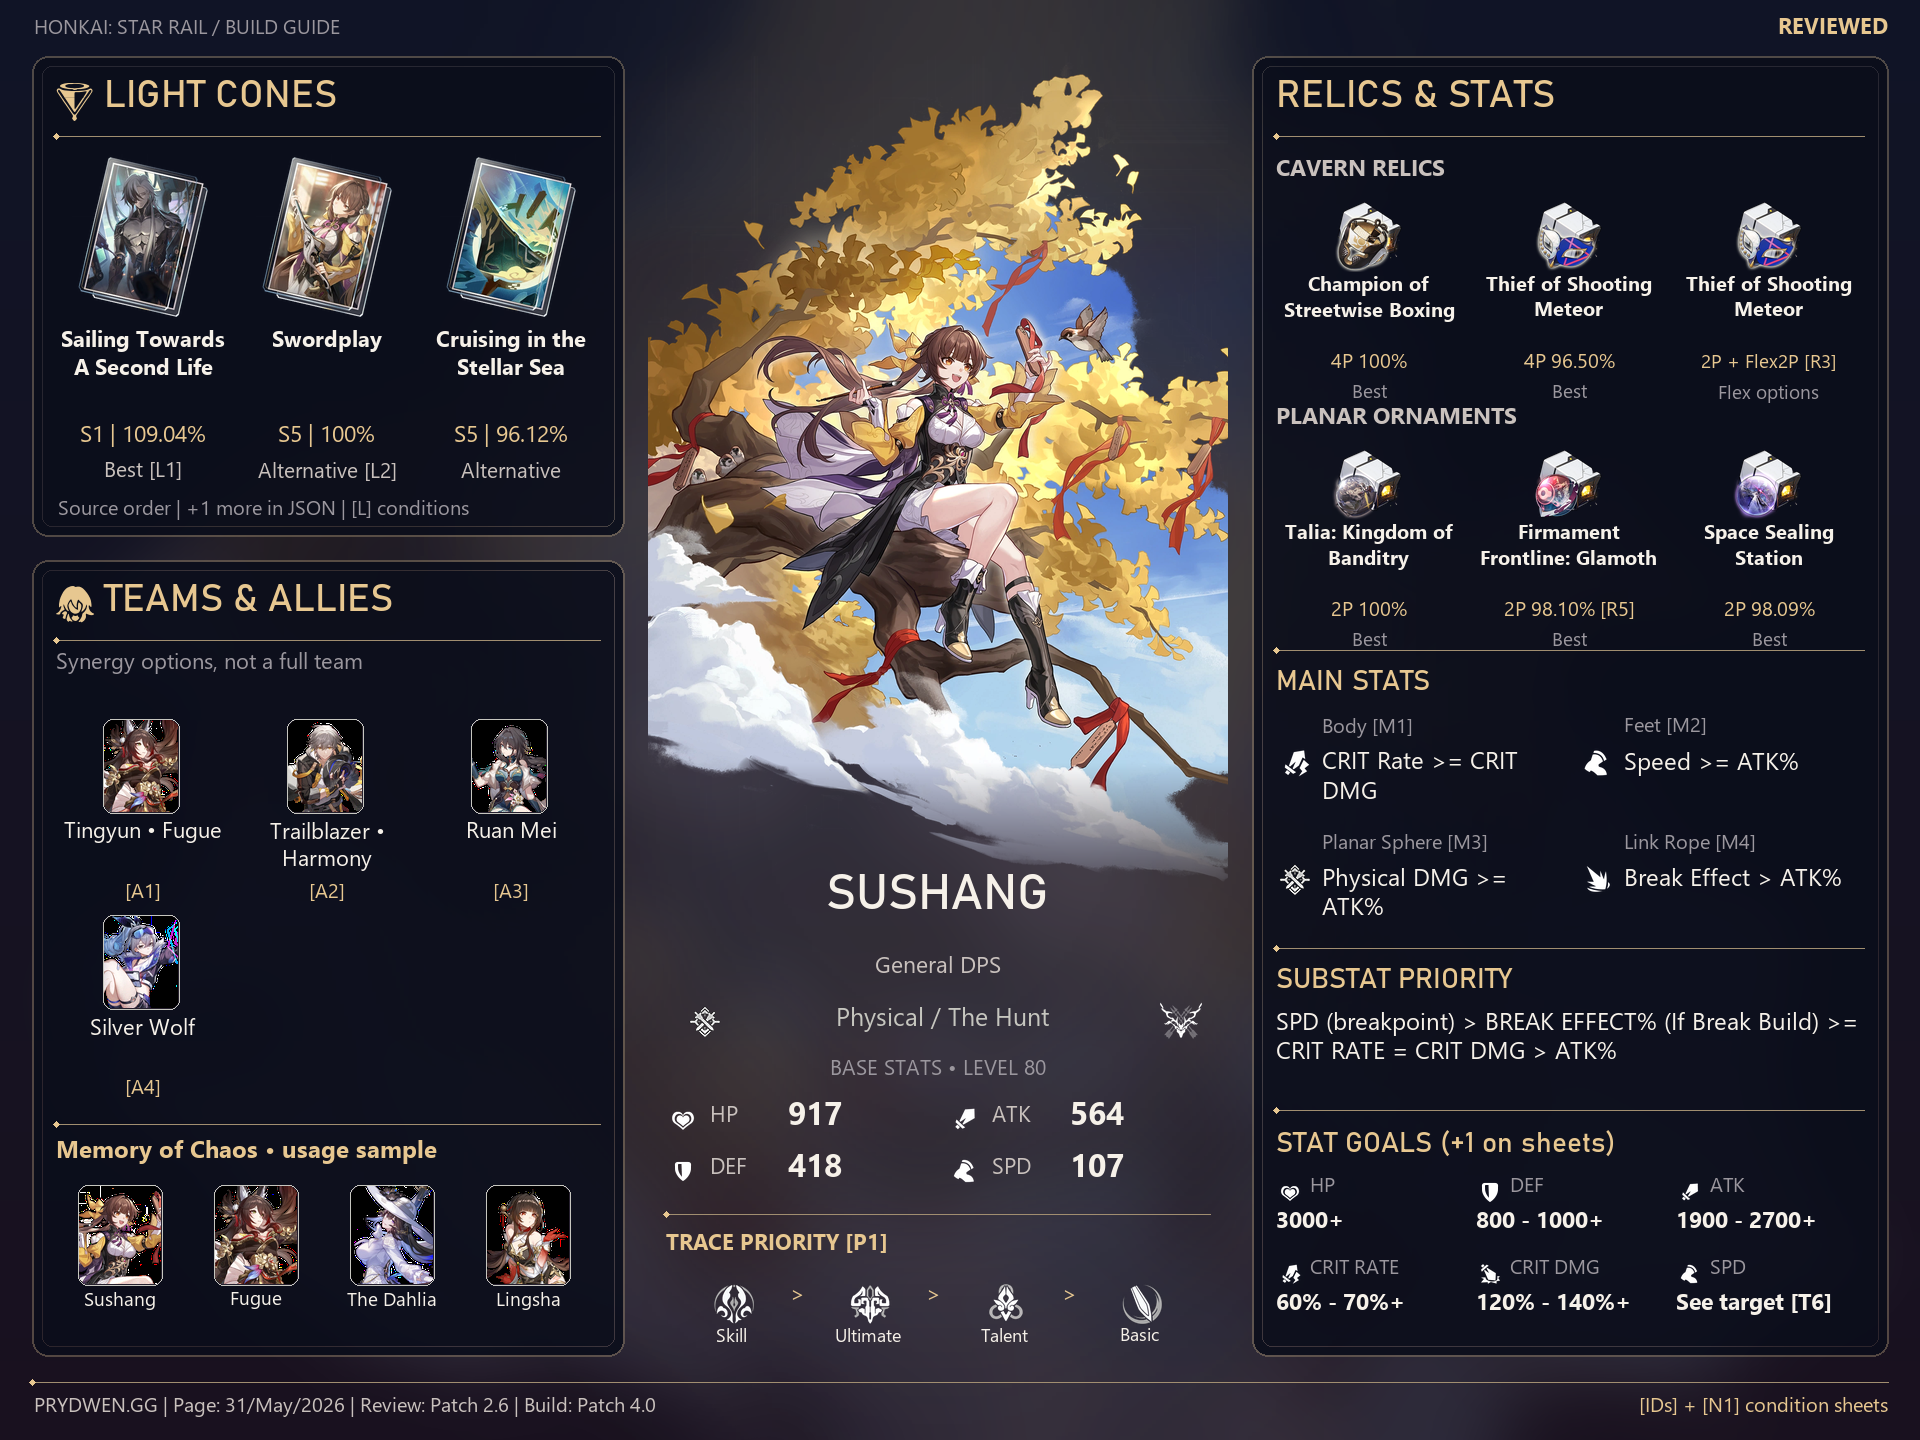 HONKAI: STAR RAIL / BUILD GUIDE
REVIEWED
LIGHT CONES
Sailing Towards
A Second Life
Swordplay
Cruising in the
Stellar Sea
S1 | 109.04%
S5 | 100%
S5 | 96.12%
Best [L1]
Alternative [L2]
Alternative
Source order | +1 more in JSON | [L] conditions
TEAMS & ALLIES
Synergy options, not a full team
Tingyun • Fugue
Trailblazer •
Harmony
Ruan Mei
[A1]
[A2]
[A3]
Silver Wolf
[A4]
Memory of Chaos • usage sample
Sushang
Fugue
The Dahlia
Lingsha
SUSHANG
General DPS
Physical / The Hunt
BASE STATS • LEVEL 80
HP 917
ATK 564
DEF 418
SPD 107
TRACE PRIORITY [P1]
Skill > Ultimate > Talent > Basic
RELICS & STATS
CAVERN RELICS
Champion of
Streetwise Boxing
Thief of Shooting
Meteor
Thief of Shooting
Meteor
4P 100%
4P 96.50%
2P + Flex2P [R3]
Best
Best
Flex options
PLANAR ORNAMENTS
Talia: Kingdom of
Banditry
Firmament
Frontline: Glamoth
Space Sealing
Station
2P 100%
2P 98.10% [R5]
2P 98.09%
Best
Best
Best
MAIN STATS
Body [M1]
CRIT Rate >= CRIT
DMG
Feet [M2]
Speed >= ATK%
Planar Sphere [M3]
Physical DMG >=
ATK%
Link Rope [M4]
Break Effect > ATK%
SUBSTAT PRIORITY
SPD (breakpoint) > BREAK EFFECT% (If Break Build) >=
CRIT RATE = CRIT DMG > ATK%
STAT GOALS (+1 on sheets)
HP
3000+
DEF
800 - 1000+
ATK
1900 - 2700+
CRIT RATE
60% - 70%+
CRIT DMG
120% - 140%+
SPD
See target [T6]
PRYDWEN.GG | Page: 31/May/2026 | Review: Patch 2.6 | Build: Patch 4.0
[IDs] + [N1] condition sheets